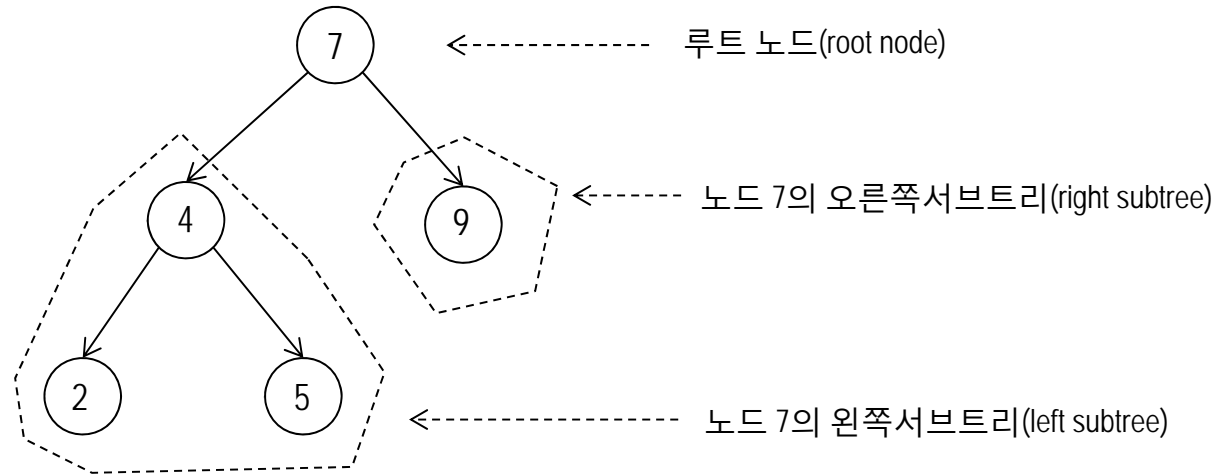 7
루트 노드(root node)
4
9
노드 7의 오른쪽서브트리(right subtree)
2
5
노드 7의 왼쪽서브트리(left subtree)